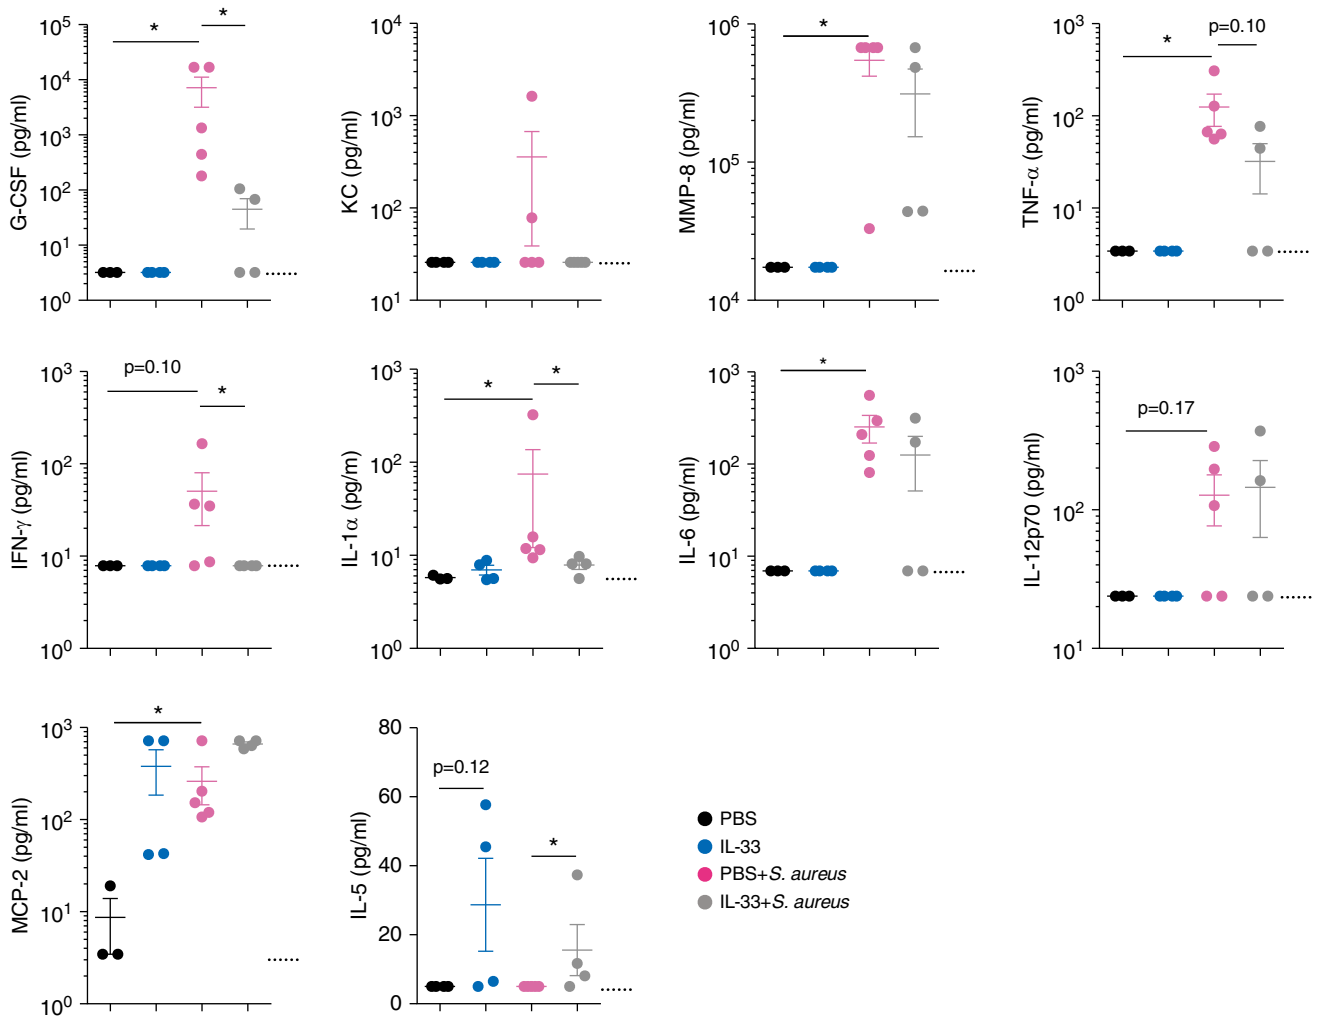 G-CSF (pg/ml)
10⁵
10⁴
10³
10²
10¹
10⁰
*
*
KC (pg/ml)
10⁴
10³
10²
10¹
MMP-8 (pg/ml)
10⁶
10⁵
10⁴
*
TNF-α (pg/ml)
10³
10²
10¹
10⁰
*
p=0.10
IFN-γ (pg/ml)
10³
10²
10¹
10⁰
p=0.10
*
IL-1α (pg/m)
10³
10²
10¹
10⁰
*
*
IL-6 (pg/ml)
10³
10²
10¹
10⁰
*
IL-12p70 (pg/ml)
10³
10²
10¹
p=0.17
MCP-2 (pg/ml)
10³
10²
10¹
10⁰
*
IL-5 (pg/ml)
80
60
40
20
0
p=0.12
*
PBS
IL-33
PBS+S. aureus
IL-33+S. aureus